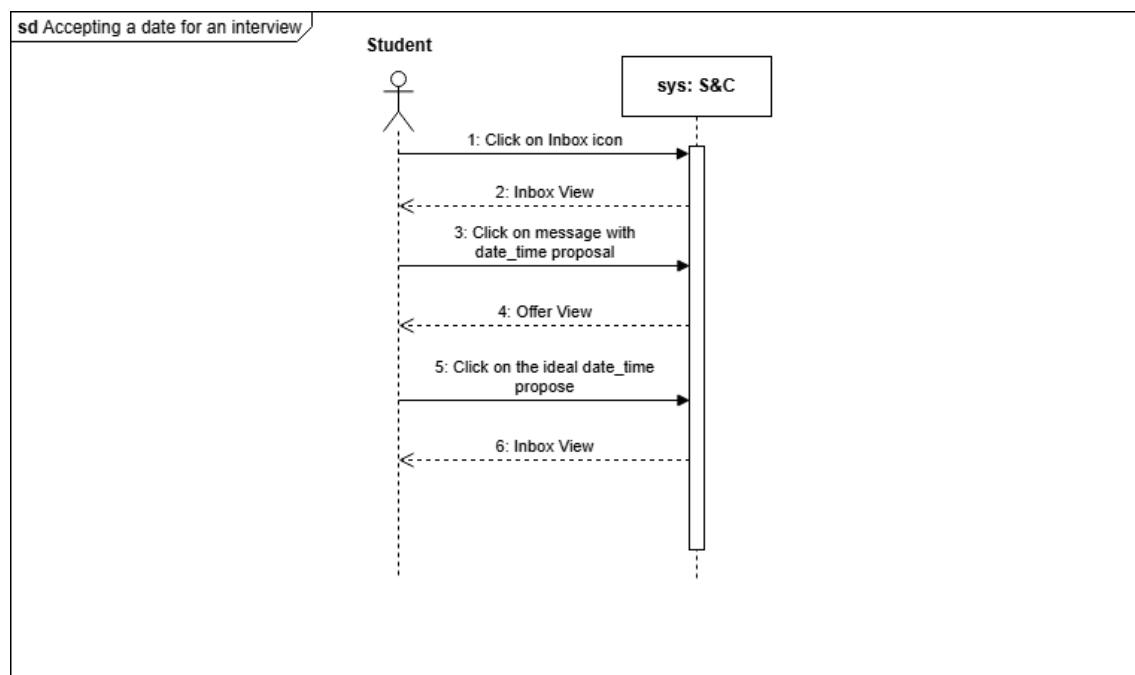 sd Accepting a date for an interview
Student
sys: S&C
1: Click on Inbox icon
2: Inbox View
3: Click on message with
date_time proposal
4: Offer View
5: Click on the ideal date_time
propose
6: Inbox View